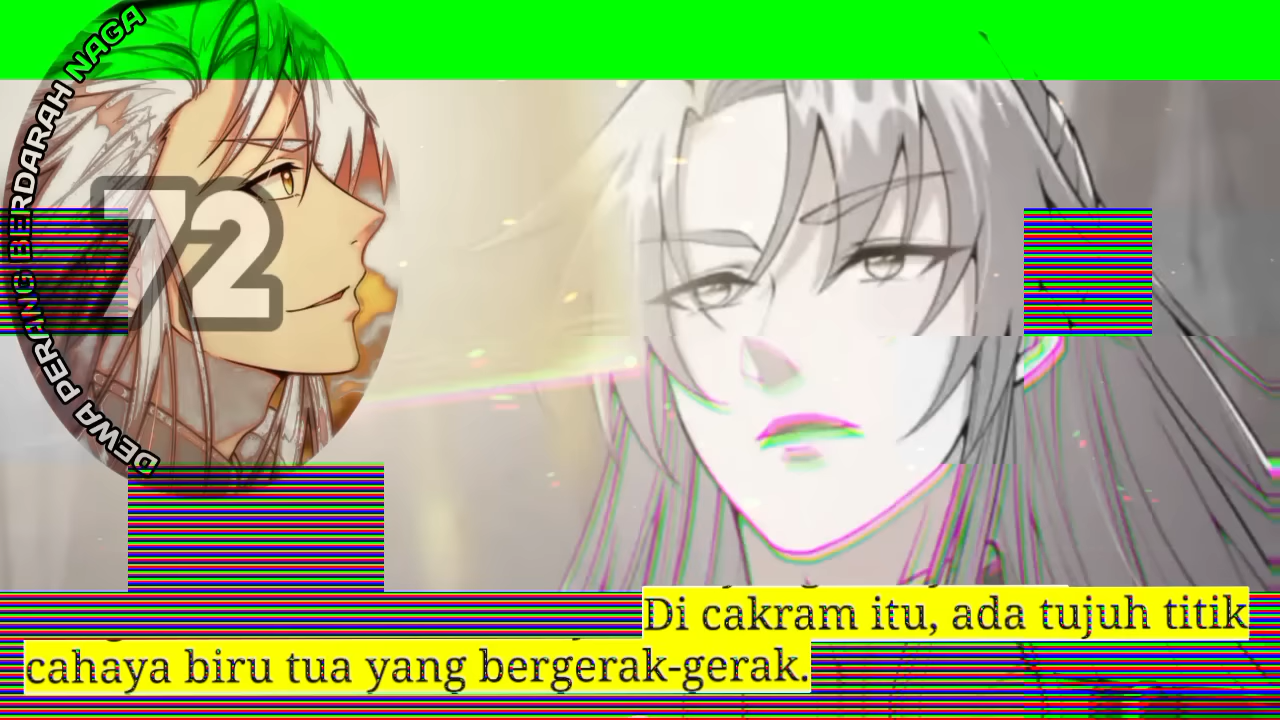 DEWA PERANG BERDARAH NAGA
72
Di cakram itu, ada tujuh titik
cahaya biru tua yang bergerak-gerak.